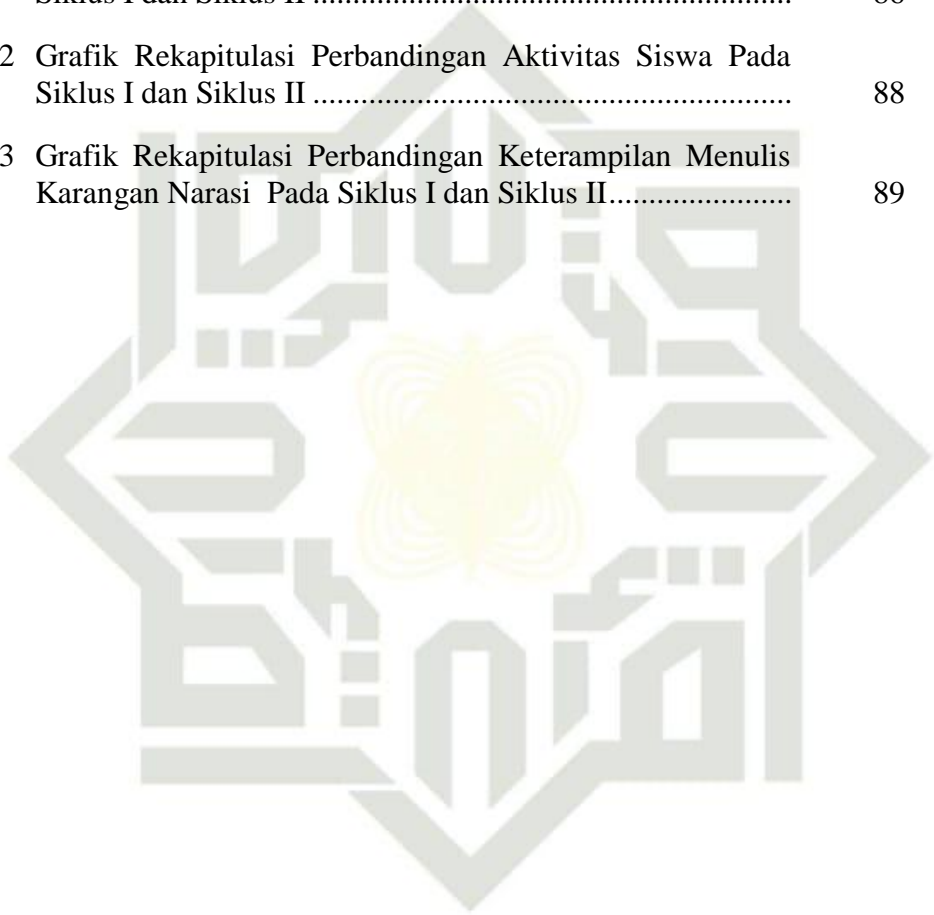 Siklus I dan Siklus II
2 Grafik Rekapitulasi Perbandingan Aktivitas Siswa Pada
Siklus I dan Siklus II ............................................................. 88
3 Grafik Rekapitulasi Perbandingan Keterampilan Menulis
Karangan Narasi Pada Siklus I dan Siklus II....................... 89